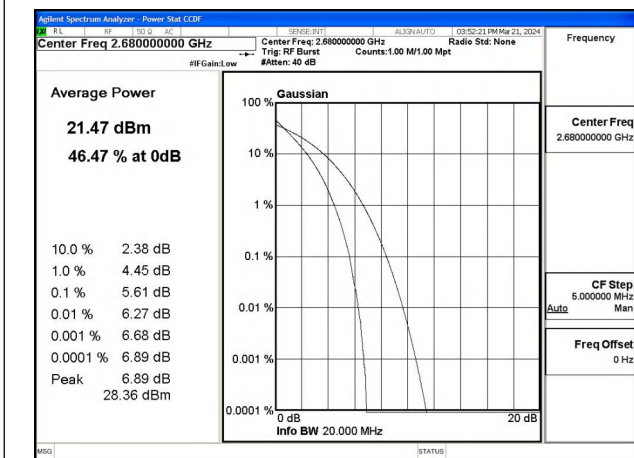 Agilent Spectrum Analyzer - Power Stat CCDF
RL RF 50 Ω AC SENSE:INT ALIGN AUTO 03:52:21 PM Mar 21, 2024
Center Freq 2.680000000 GHz
Center Freq: 2.680000000 GHz Radio Std: None
Trig: RF Burst Counts:1.00 M/1.00 Mpt
#IFGain:Low #Atten: 40 dB
Frequency
Average Power
21.47 dBm
46.47 % at 0dB
10.0 % 2.38 dB
1.0 % 4.45 dB
0.1 % 5.61 dB
0.01 % 6.27 dB
0.001 % 6.68 dB
0.0001 % 6.89 dB
Peak 6.89 dB
28.36 dBm
Gaussian
100 %
10 %
1 %
0.1 %
0.01 %
0.001 %
0.0001 %
0 dB 20 dB
Info BW 20.000 MHz
Center Freq
2.680000000 GHz
CF Step
5.000000 MHz
Auto Man
Freq Offset
0 Hz
MSG STATUS